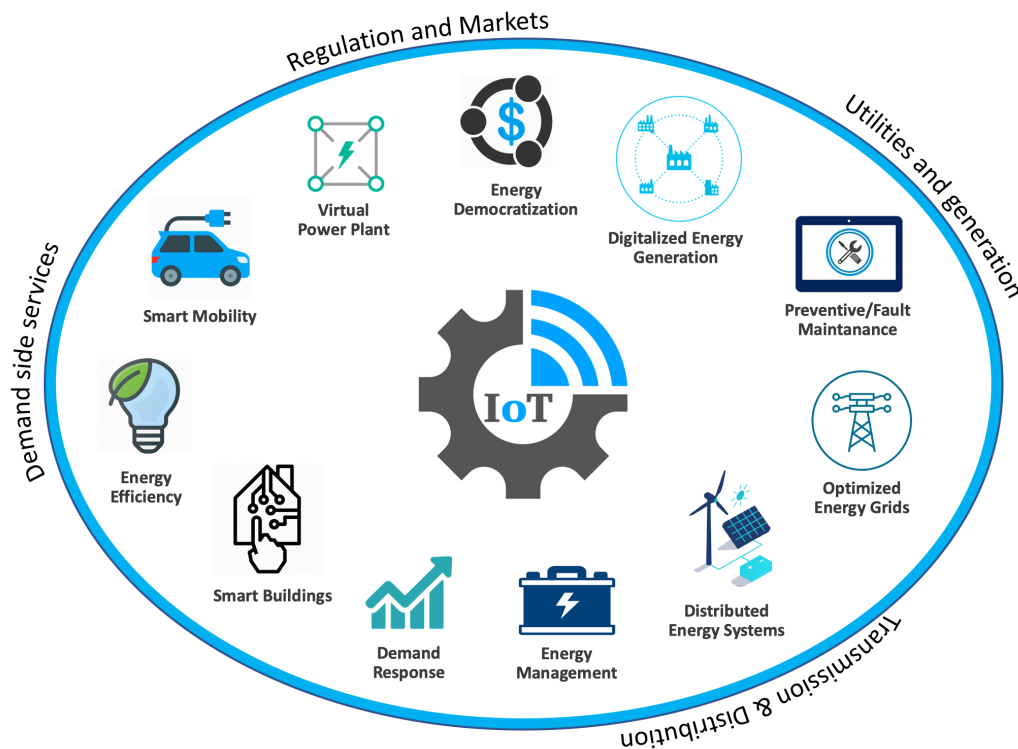 Regulation and Markets
Utilities and generation
Demand side services
Transmission & Distribution
Energy
Democratization
Virtual
Power Plant
Digitalized Energy
Generation
Smart Mobility
Preventive/Fault
Maintanance
IoT
Energy
Efficiency
Optimized
Energy Grids
Smart Buildings
Distributed
Energy Systems
Demand
Response
Energy
Management